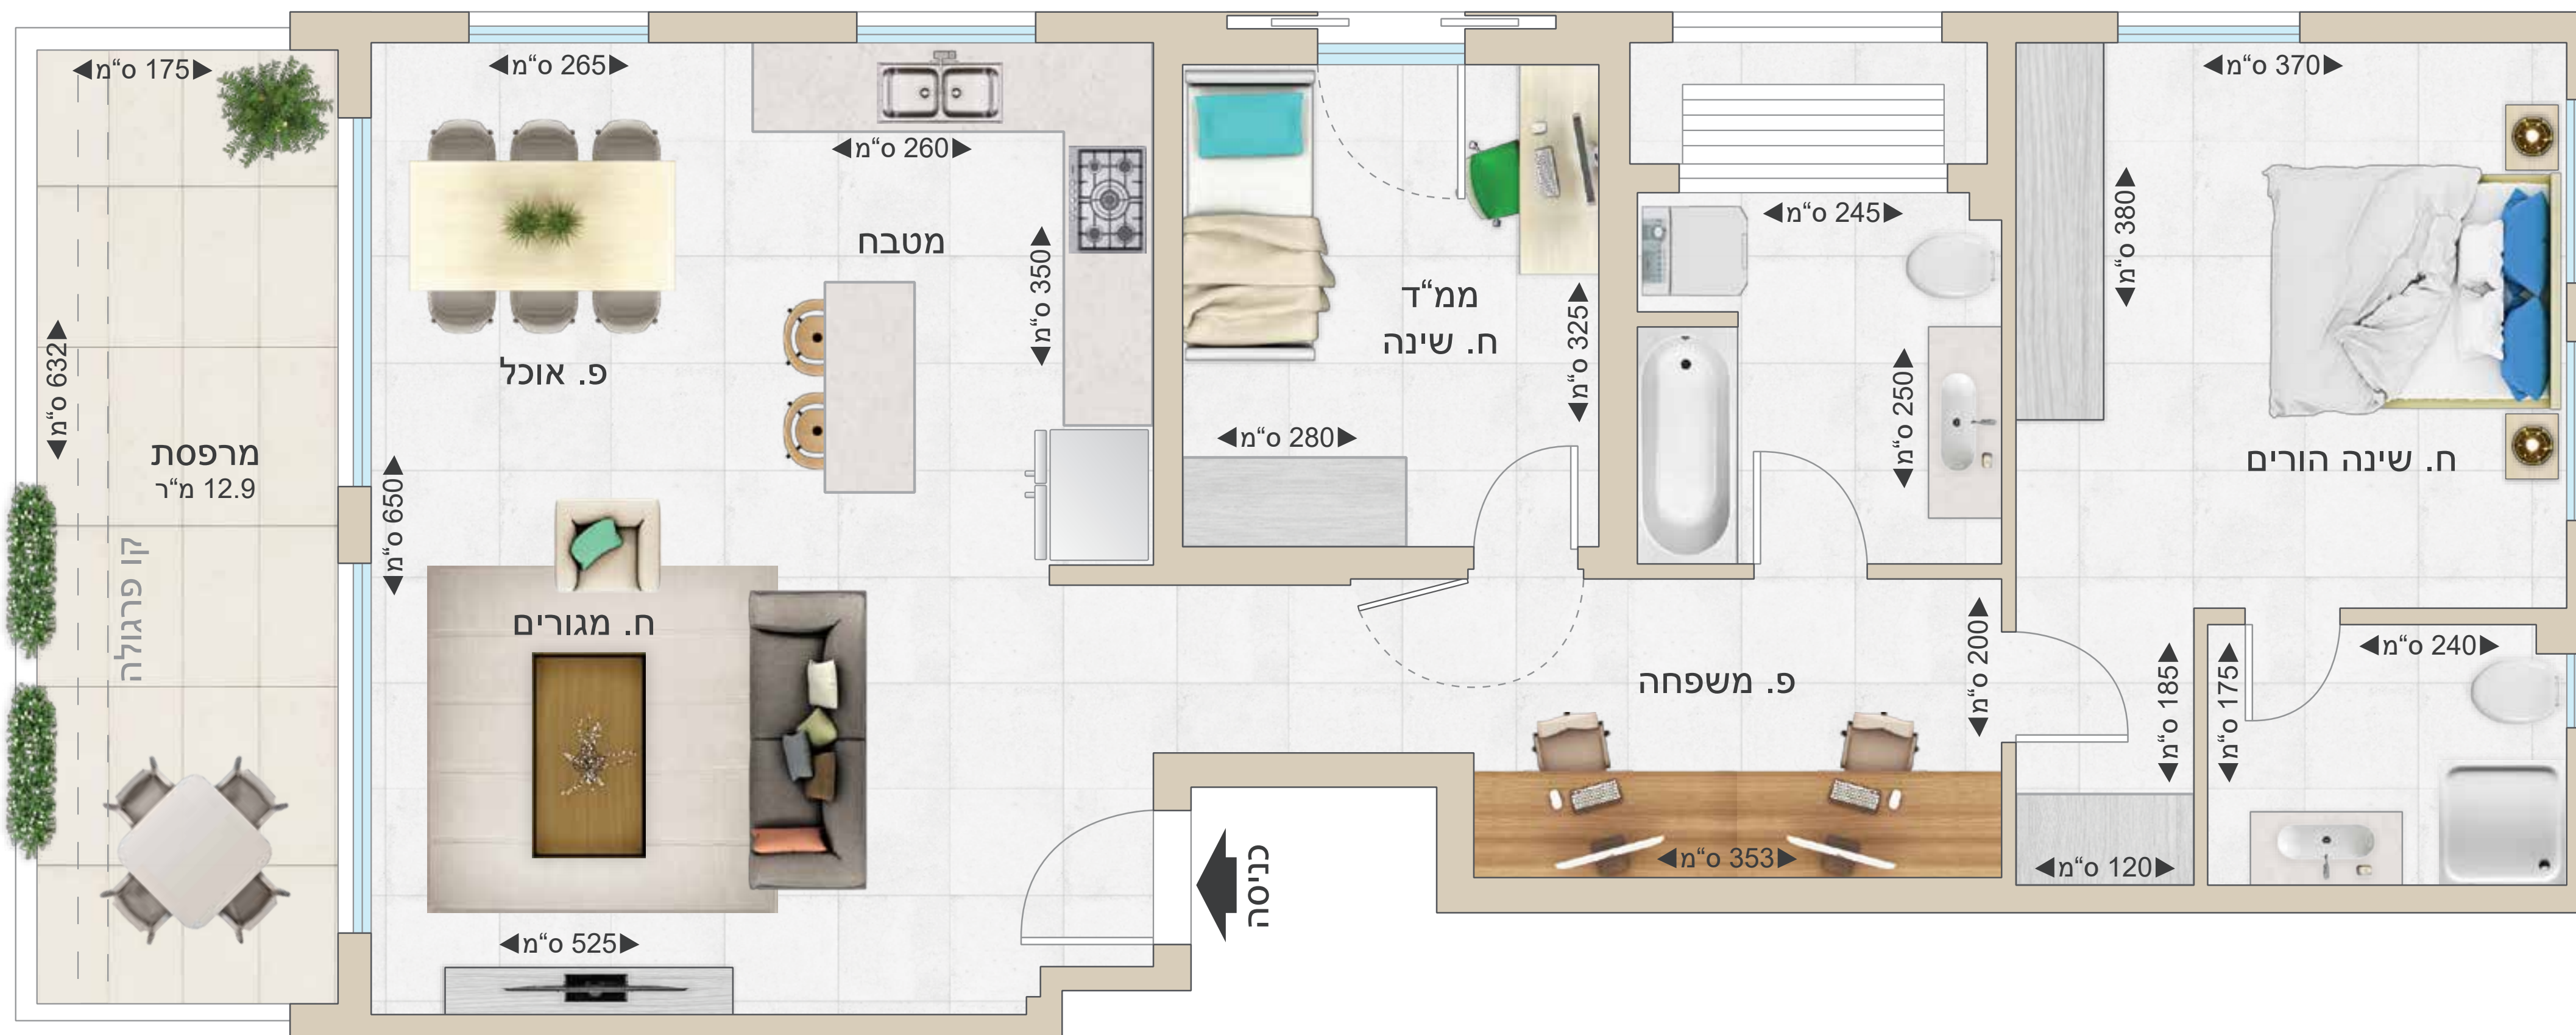 175 ס"מ
265 ס"מ
260 ס"מ
370 ס"מ
245 ס"מ
380 ס"מ
מטבח
350 ס"מ
ממ"ד
ח. שינה
325 ס"מ
632 ס"מ
פ. אוכל
250 ס"מ
280 ס"מ
מרפסת
12.9 מ"ר
ח. שינה הורים
650 ס"מ
קו פרגולה
ח. מגורים
פ. משפחה
200 ס"מ
185 ס"מ
175 ס"מ
240 ס"מ
353 ס"מ
120 ס"מ
כניסה
525 ס"מ